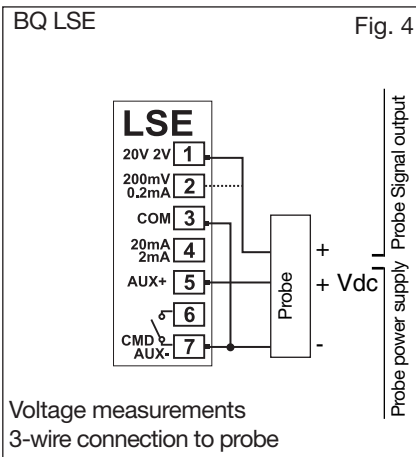 BQ LSE
Fig. 4
LSE
20V 2V 1
200mV
0.2mA 2
COM 3
20mA
2mA 4
AUX+ 5
6
CMD
AUX- 7
Probe
+
+ Vdc
-
Probe Signal output
Probe power supply
Voltage measurements
3-wire connection to probe